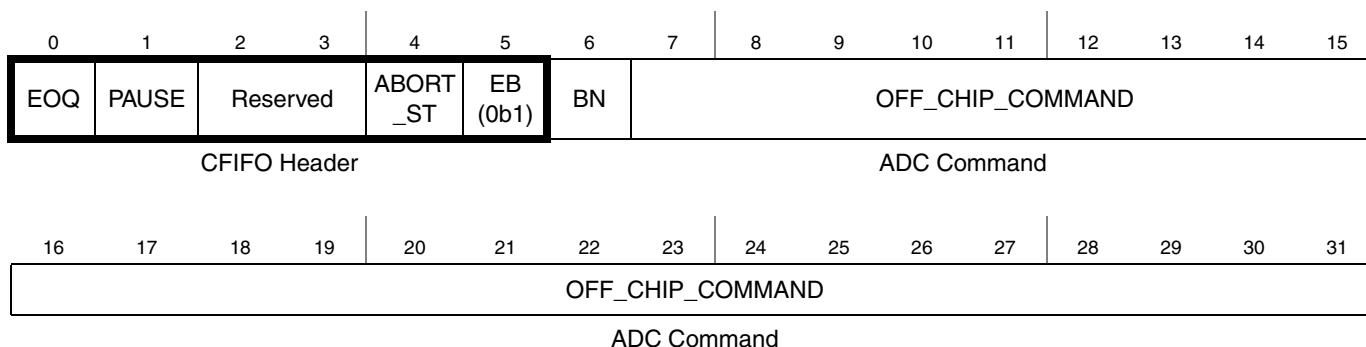 0 1 2 3 4 5 6 7 8 9 10 11 12 13 14 15
EOQ PAUSE Reserved ABORT _ST EB (0b1) BN OFF_CHIP_COMMAND
CFIFO Header ADC Command
16 17 18 19 20 21 22 23 24 25 26 27 28 29 30 31
OFF_CHIP_COMMAND
ADC Command